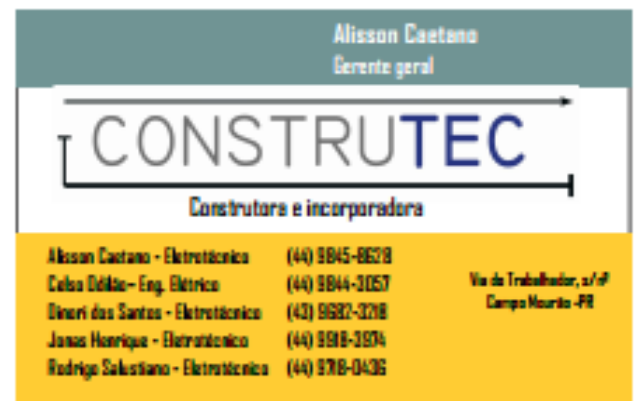 Alisson Caetano
Gerente geral
CONSTRUTEC
Construtora e incorporadora
Alisson Caetano - Eletrotécnico (44) 9845-8628
Celso Odilão- Eng. Elétrico (44) 9844-3057
Dineri dos Santos - Eletrotécnico (43) 9682-3218
Jonas Henrique - Eletrotécnico (44) 9918-3974
Rodrigo Salustiano - Eletrotécnico (44) 9718-0436
Via do Trabalhador, s/nº
Campo Mourão -PR